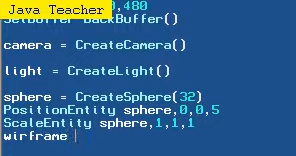 Java Teacher
,480
SetBuffer BackBuffer()
camera = CreateCamera()
light = CreateLight()
sphere = CreateSphere(32)
PositionEntity sphere,0,0,5
ScaleEntity sphere,1,1,1
wirframe